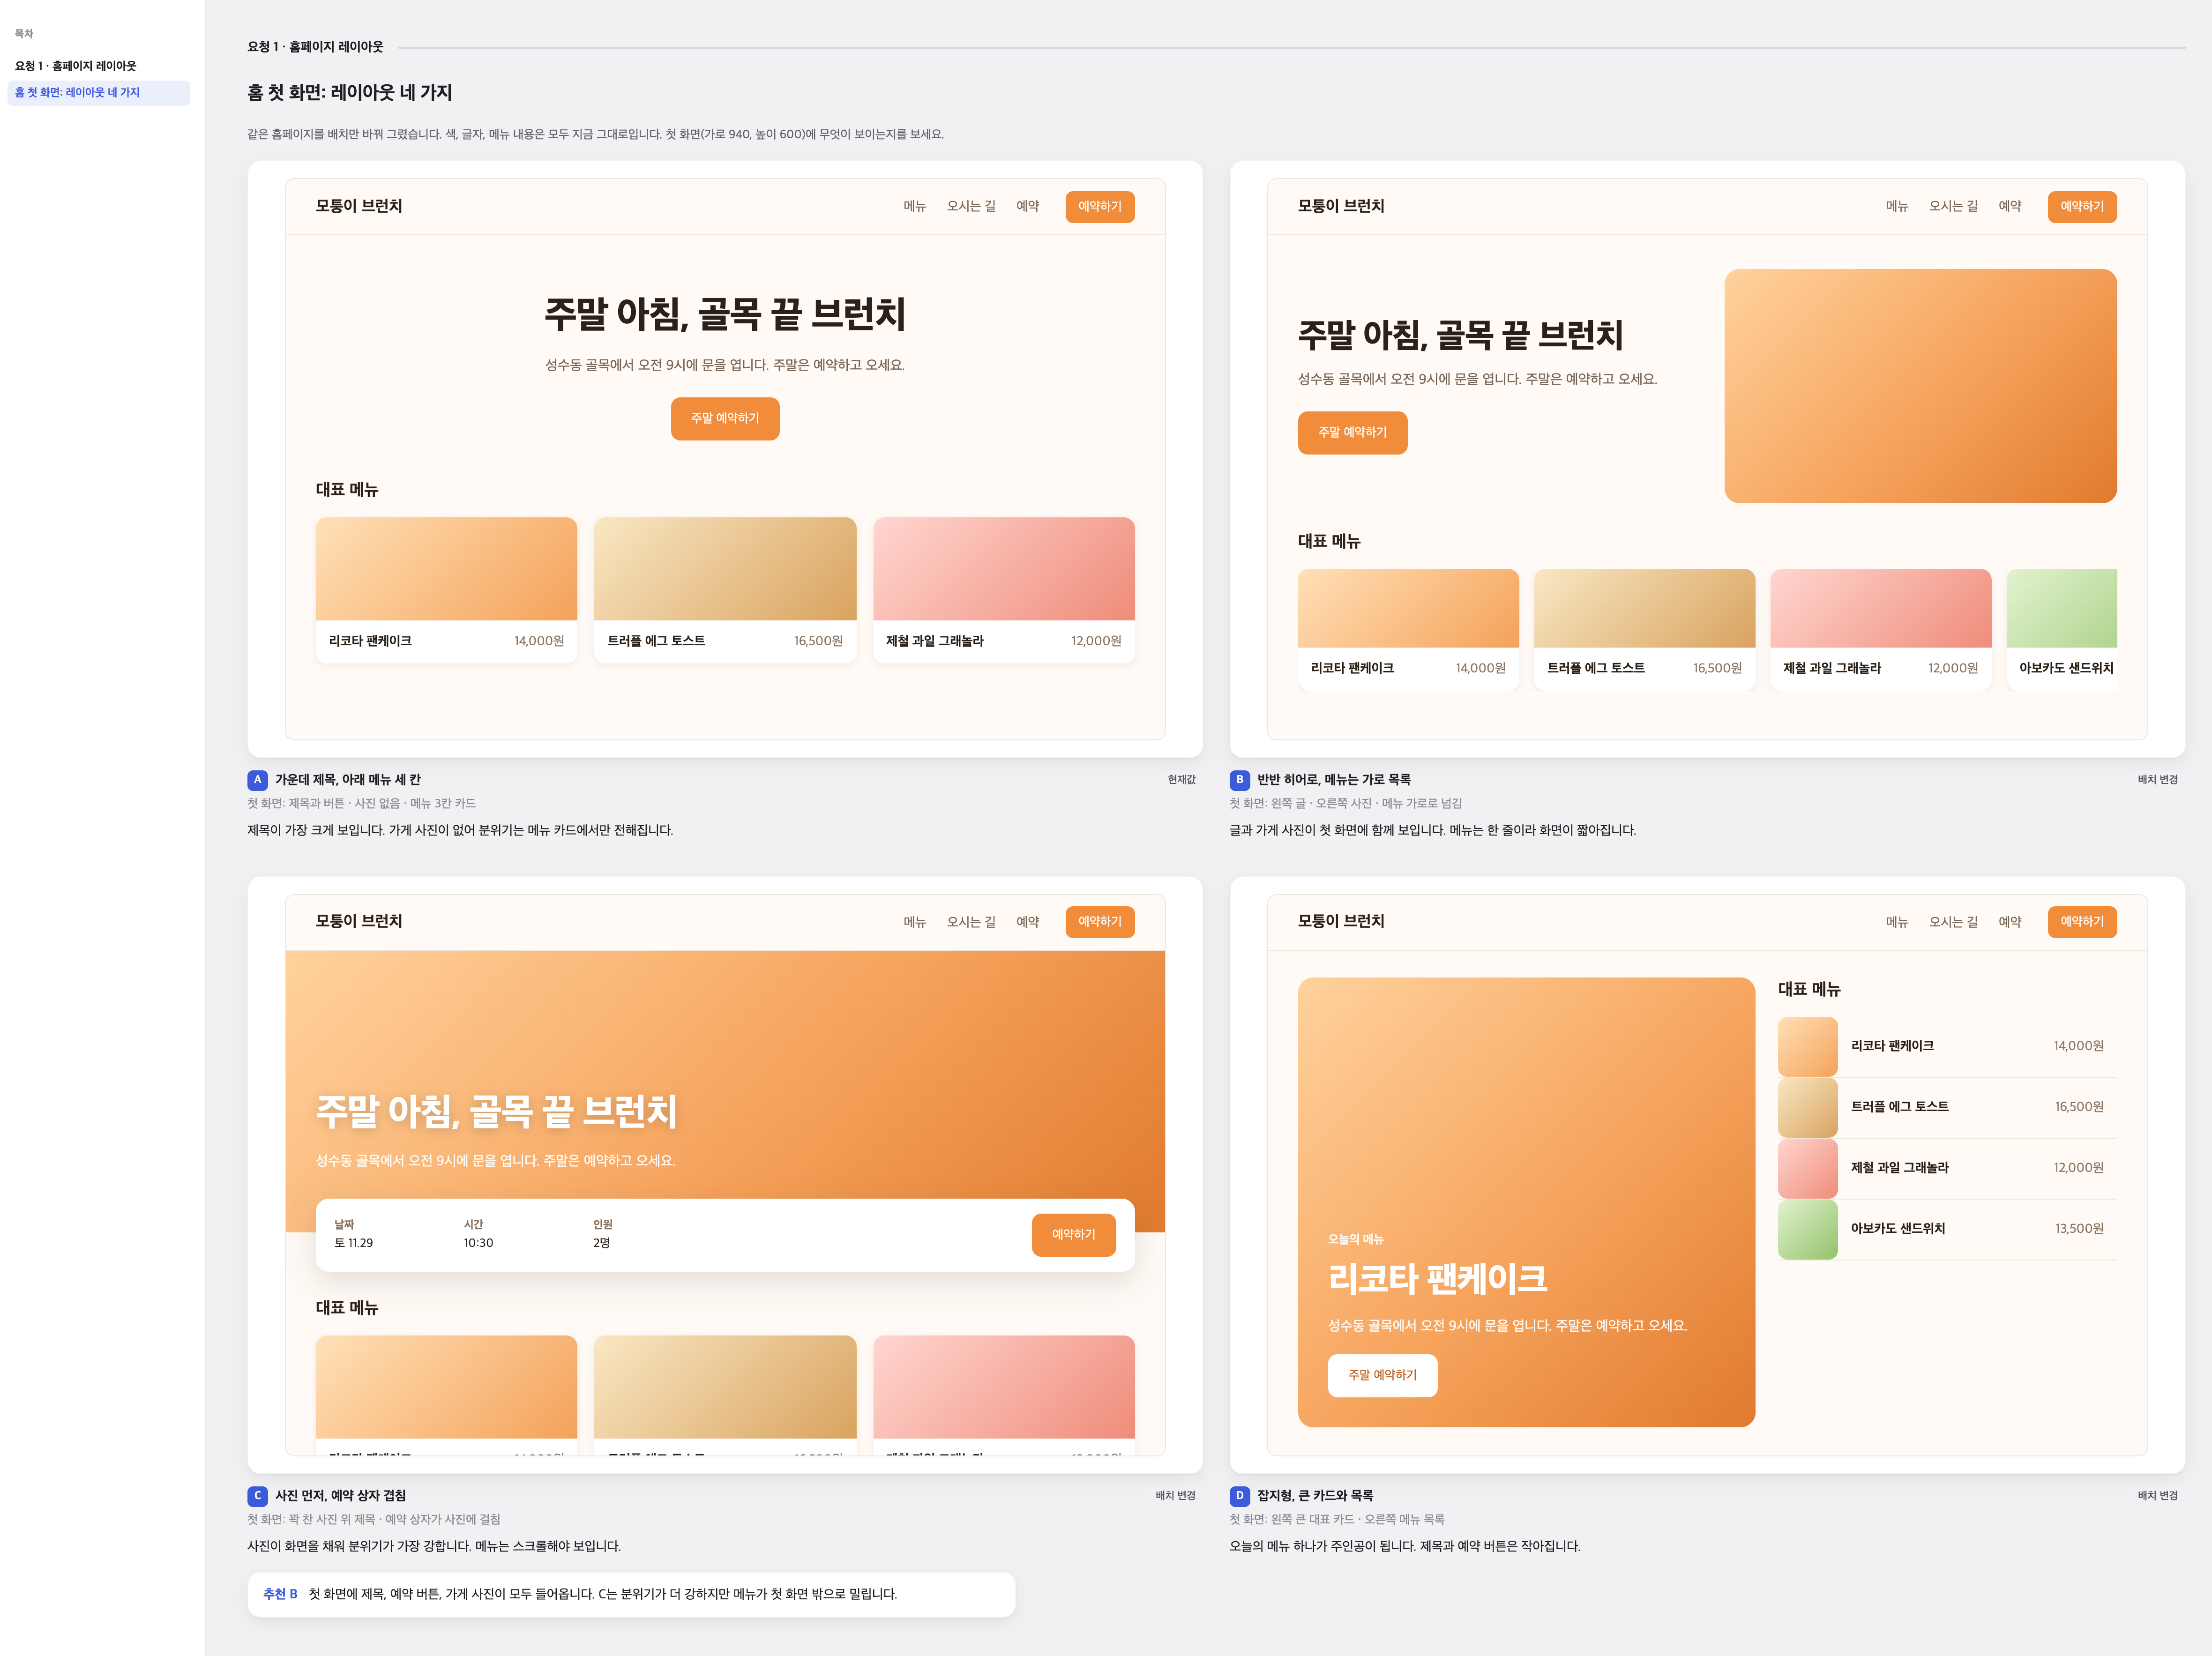 목차
요청 1 · 홈페이지 레이아웃
홈 첫 화면: 레이아웃 네 가지
요청 1 · 홈페이지 레이아웃
홈 첫 화면: 레이아웃 네 가지
같은 홈페이지를 배치만 바꿔 그렸습니다. 색, 글자, 메뉴 내용은 모두 지금 그대로입니다. 첫 화면(가로 940, 높이 600)에 무엇이 보이는지를 보세요.
모퉁이 브런치 메뉴 오시는 길 예약 예약하기
주말 아침, 골목 끝 브런치
성수동 골목에서 오전 9시에 문을 엽니다. 주말은 예약하고 오세요.
주말 예약하기
대표 메뉴
리코타 팬케이크 14,000원 트러플 에그 토스트 16,500원 제철 과일 그래놀라 12,000원
A 가운데 제목, 아래 메뉴 세 칸 현재값
첫 화면: 제목과 버튼 · 사진 없음 · 메뉴 3칸 카드
제목이 가장 크게 보입니다. 가게 사진이 없어 분위기는 메뉴 카드에서만 전해집니다.
모퉁이 브런치 메뉴 오시는 길 예약 예약하기
주말 아침, 골목 끝 브런치
성수동 골목에서 오전 9시에 문을 엽니다. 주말은 예약하고 오세요.
주말 예약하기
대표 메뉴
리코타 팬케이크 14,000원 트러플 에그 토스트 16,500원 제철 과일 그래놀라 12,000원 아보카도 샌드위치
B 반반 히어로, 메뉴는 가로 목록 배치 변경
첫 화면: 왼쪽 글 · 오른쪽 사진 · 메뉴 가로로 넘김
글과 가게 사진이 첫 화면에 함께 보입니다. 메뉴는 한 줄이라 화면이 짧아집니다.
모퉁이 브런치 메뉴 오시는 길 예약 예약하기
주말 아침, 골목 끝 브런치
성수동 골목에서 오전 9시에 문을 엽니다. 주말은 예약하고 오세요.
날짜 시간 인원
토 11.29 10:30 2명 예약하기
대표 메뉴
C 사진 먼저, 예약 상자 겹침 배치 변경
첫 화면: 꽉 찬 사진 위 제목 · 예약 상자가 사진에 걸침
사진이 화면을 채워 분위기가 가장 강합니다. 메뉴는 스크롤해야 보입니다.
모퉁이 브런치 메뉴 오시는 길 예약 예약하기
오늘의 메뉴
리코타 팬케이크
성수동 골목에서 오전 9시에 문을 엽니다. 주말은 예약하고 오세요.
주말 예약하기
대표 메뉴
리코타 팬케이크 14,000원
트러플 에그 토스트 16,500원
제철 과일 그래놀라 12,000원
아보카도 샌드위치 13,500원
D 잡지형, 큰 카드와 목록 배치 변경
첫 화면: 왼쪽 큰 대표 카드 · 오른쪽 메뉴 목록
오늘의 메뉴 하나가 주인공이 됩니다. 제목과 예약 버튼은 작아집니다.
추천 B 첫 화면에 제목, 예약 버튼, 가게 사진이 모두 들어옵니다. C는 분위기가 더 강하지만 메뉴가 첫 화면 밖으로 밀립니다.